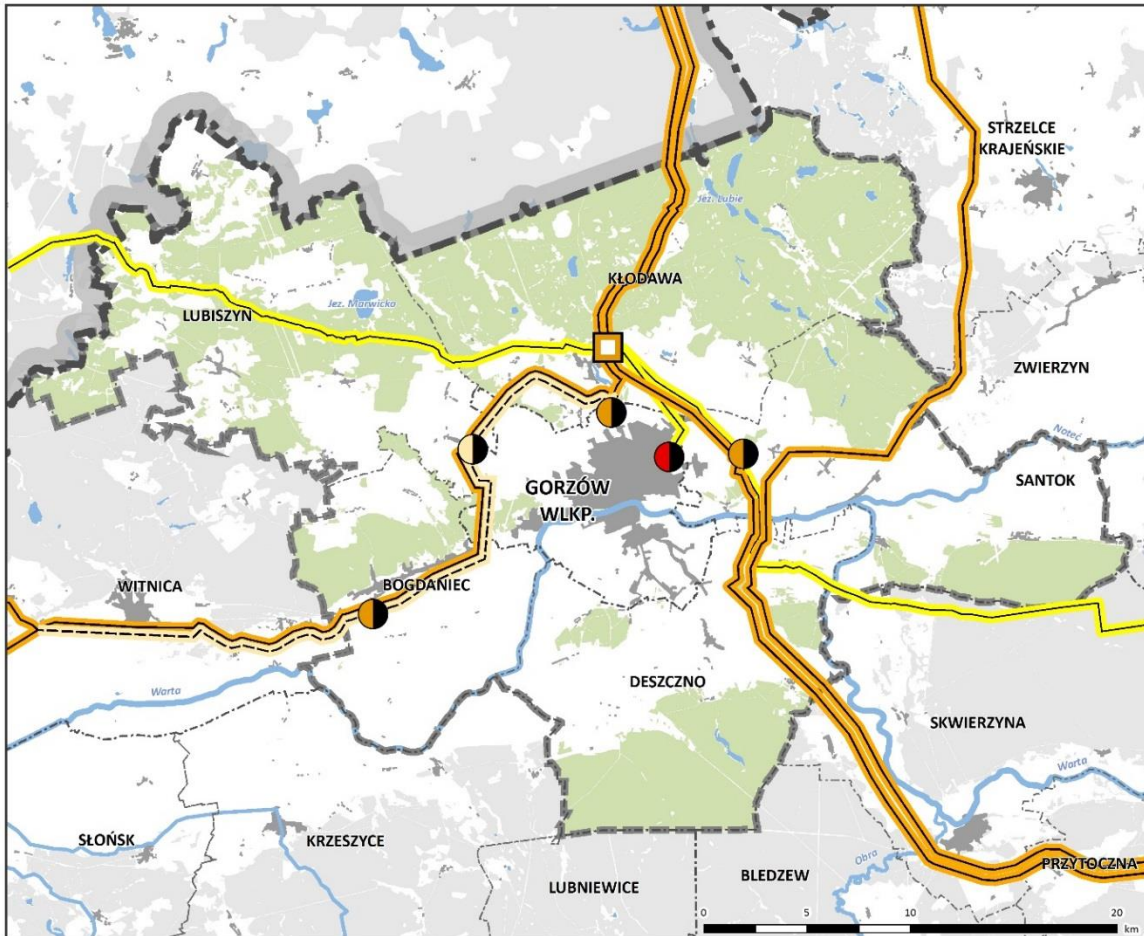 STRZELCE
KRAJEŃSKIE
Jez. Lubie
KŁODAWA
Jez. Marwicka
LUBISZYN
ZWIERZYN
Noteć
SANTOK
GORZÓW
WLKP.
WITNICA
BOGDANIEC
Warta
DESZCZNO
SKWIERZYNA
Warta
SŁOŃSK
KRZESZYCE
Obra
PRZYTOCZNA
LUBNIEWICE
BLEDZEW
0 5 10 20
km